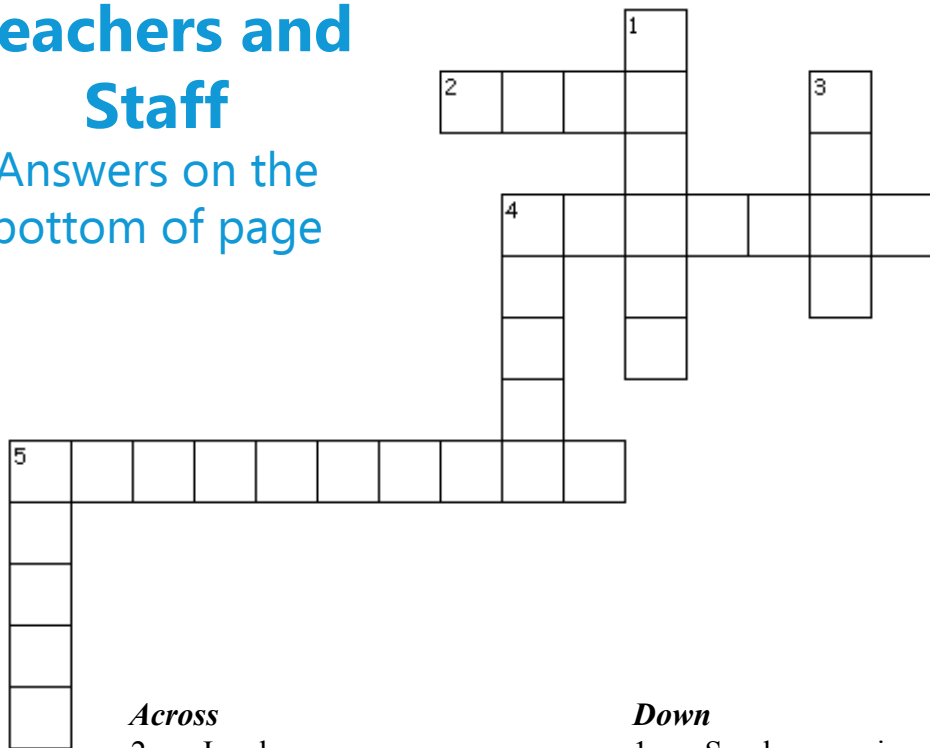 eachers and
Staff
Answers on the
bottom of page
1
2
3
4
5
Across
Down